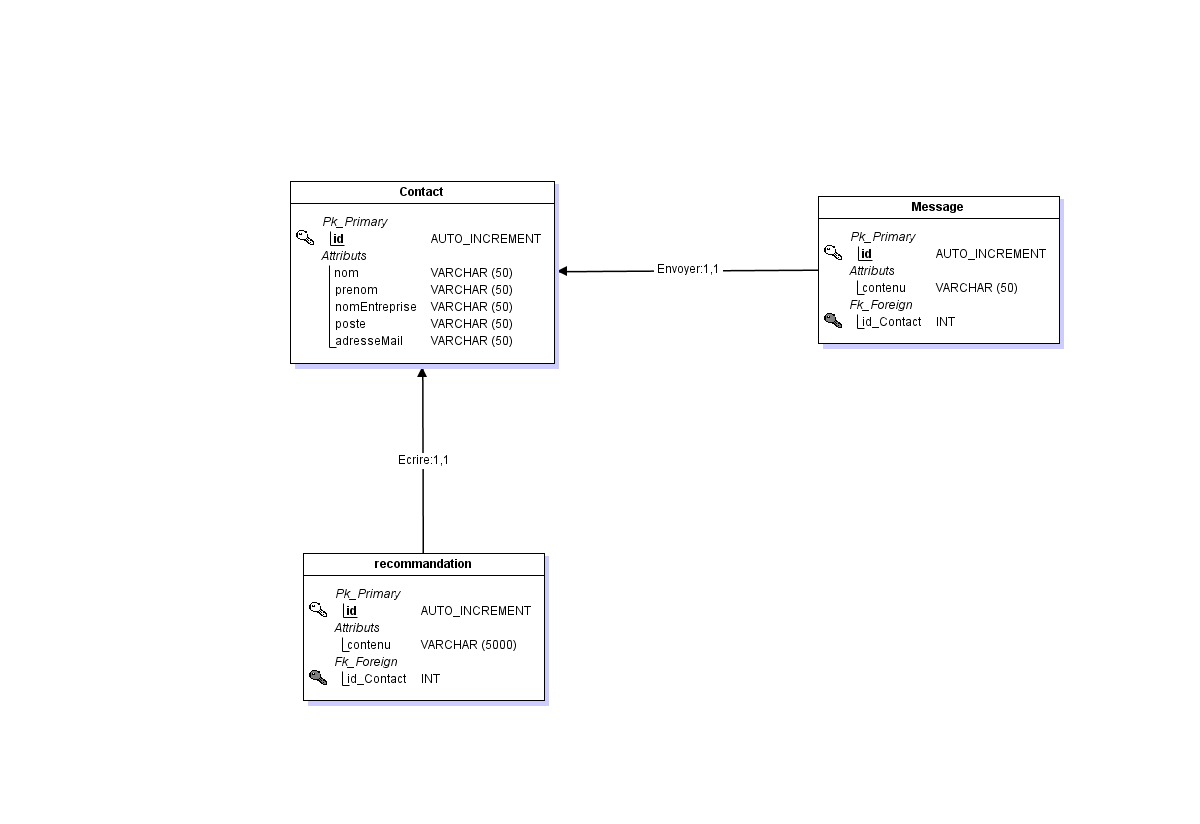 Contact
Pk_Primary
id AUTO_INCREMENT
Attributs
nom VARCHAR (50)
prenom VARCHAR (50)
nomEntreprise VARCHAR (50)
poste VARCHAR (50)
adresseMail VARCHAR (50)
Envoyer:1,1
Message
Pk_Primary
id AUTO_INCREMENT
Attributs
contenu VARCHAR (50)
Fk_Foreign
id_Contact INT
Ecrire:1,1
recommandation
Pk_Primary
id AUTO_INCREMENT
Attributs
contenu VARCHAR (5000)
Fk_Foreign
id_Contact INT